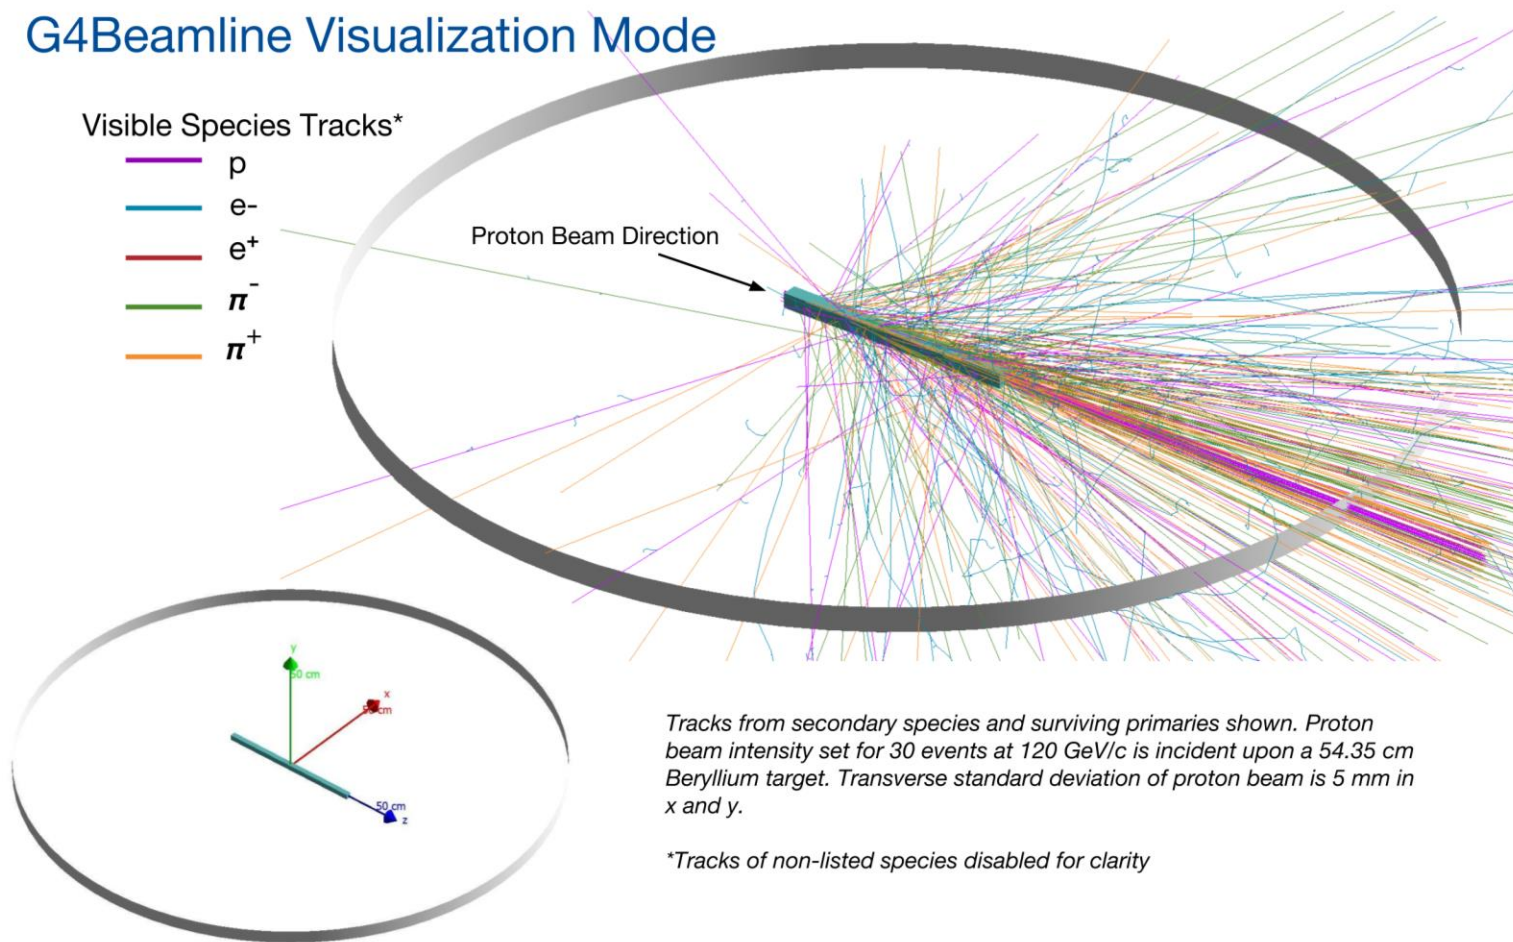 G4Beamline Visualization Mode
Visible Species Tracks*
p
e-
e⁺
π⁻
π⁺
Proton Beam Direction
y
50 cm
x
50 cm
50 cm
z
Tracks from secondary species and surviving primaries shown. Proton
beam intensity set for 30 events at 120 GeV/c is incident upon a 54.35 cm
Beryllium target. Transverse standard deviation of proton beam is 5 mm in
x and y.
*Tracks of non-listed species disabled for clarity